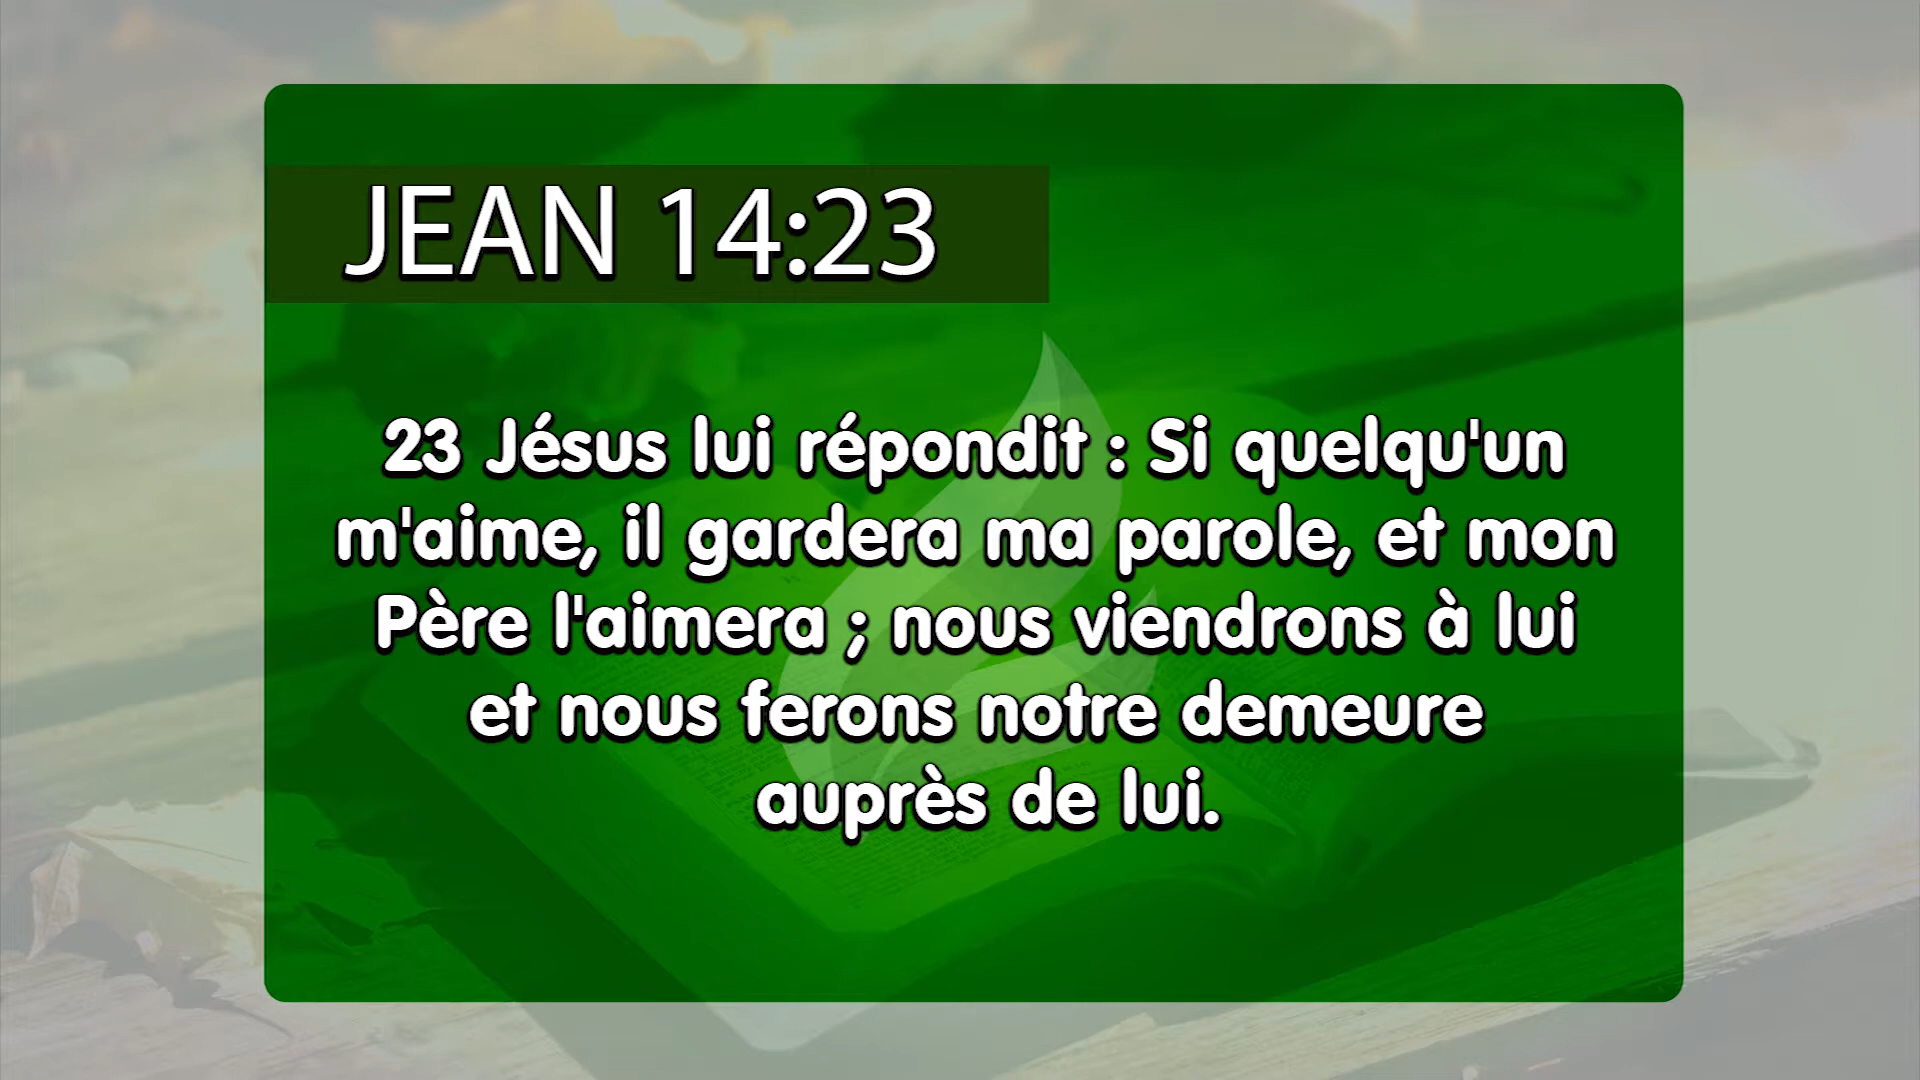 JEAN 14:23
23 Jésus lui répondit : Si quelqu'un
m'aime, il gardera ma parole, et mon
Père l'aimera ; nous viendrons à lui
et nous ferons notre demeure
auprès de lui.